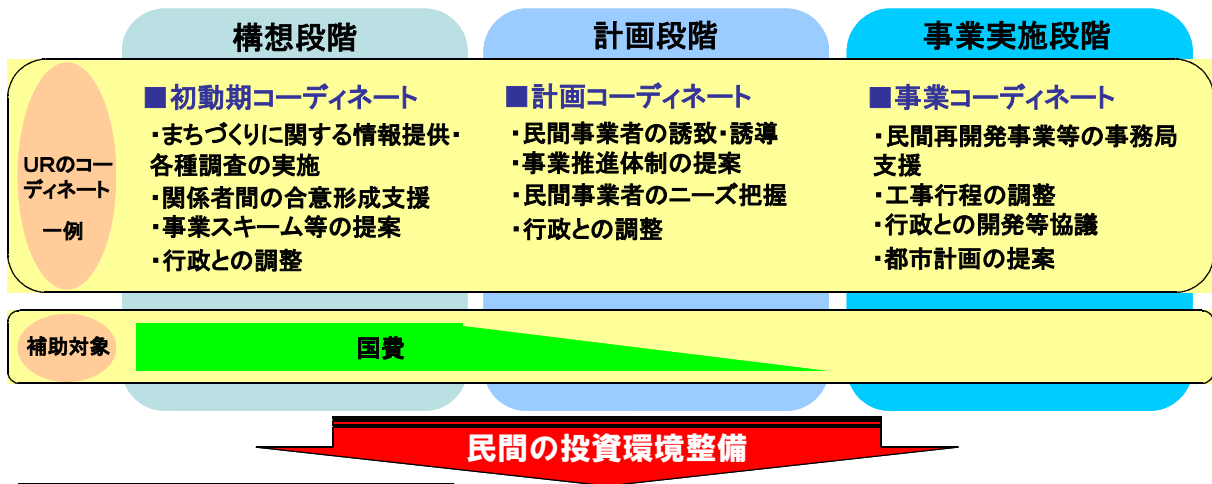 構想段階
計画段階
事業実施段階
URのコー
ディネート
一例
■初動期コーディネート
・まちづくりに関する情報提供・
各種調査の実施
・関係者間の合意形成支援
・事業スキーム等の提案
・行政との調整
■計画コーディネート
・民間事業者の誘致・誘導
・事業推進体制の提案
・民間事業者のニーズ把握
・行政との調整
■事業コーディネート
・民間再開発事業等の事務局
支援
・工事行程の調整
・行政との開発等協議
・都市計画の提案
補助対象
国費
民間の投資環境整備